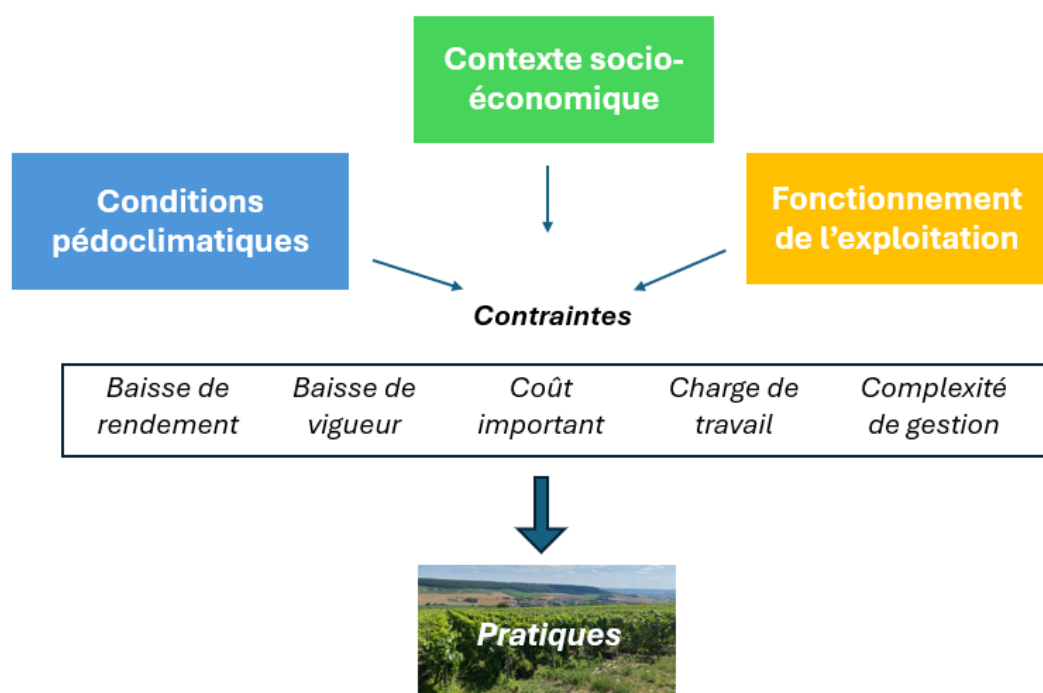 Contexte socio-
économique
Conditions
pédoclimatiques
Fonctionnement
de l’exploitation
Contraintes
Baisse de
rendement
Baisse de
vigueur
Coût
important
Charge de
travail
Complexité
de gestion
Pratiques